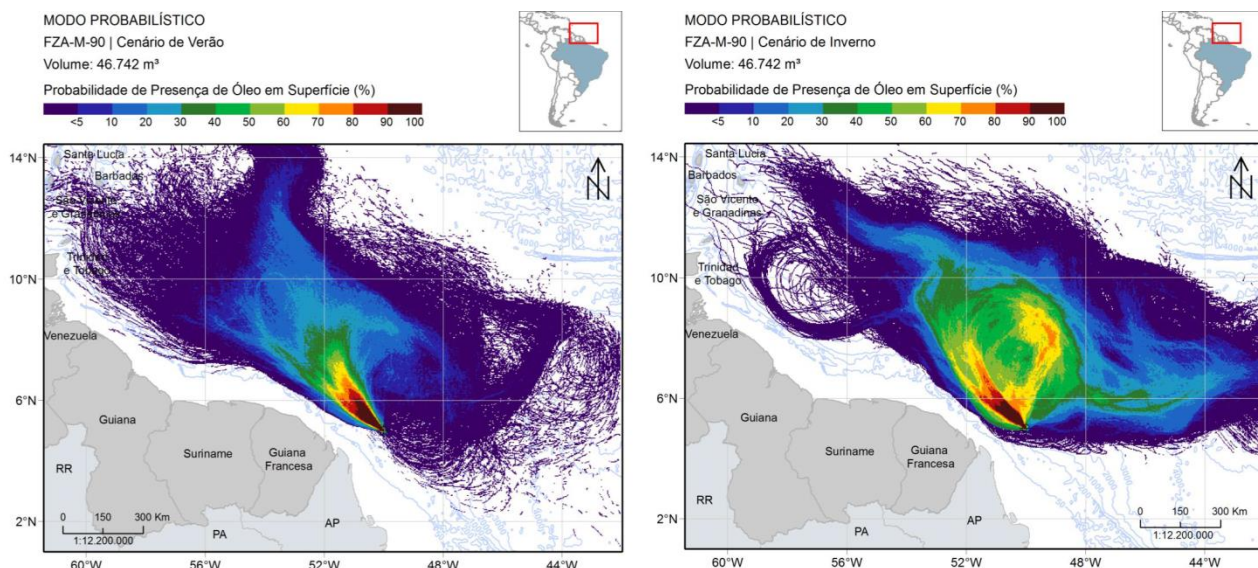 MODO PROBABILÍSTICO
FZA-M-90 | Cenário de Verão
Volume: 46.742 m³
Probabilidade de Presença de Óleo em Superfície (%)
<5 10 20 30 40 50 60 70 80 90 100
14°N
Santa Lucía
Barbados
São Vicente
e Granadinas
10°N
Trinidad
e Tobago
Venezuela
6°N
Guiana
Suriname
Guiana
Francesa
RR
2°N
0 150 300 Km
1:12.200.000
PA
AP
60°W 56°W 52°W 48°W 44°W
N
MODO PROBABILÍSTICO
FZA-M-90 | Cenário de Inverno
Volume: 46.742 m³
Probabilidade de Presença de Óleo em Superfície (%)
<5 10 20 30 40 50 60 70 80 90 100
14°N
Santa Lucía
Barbados
São Vicente
e Granadinas
10°N
Trinidad
e Tobago
Venezuela
6°N
Guiana
Suriname
Guiana
Francesa
RR
2°N
PA
AP
0 150 300 Km
1:12.200.000
60°W 56°W 52°W 48°W 44°W
N